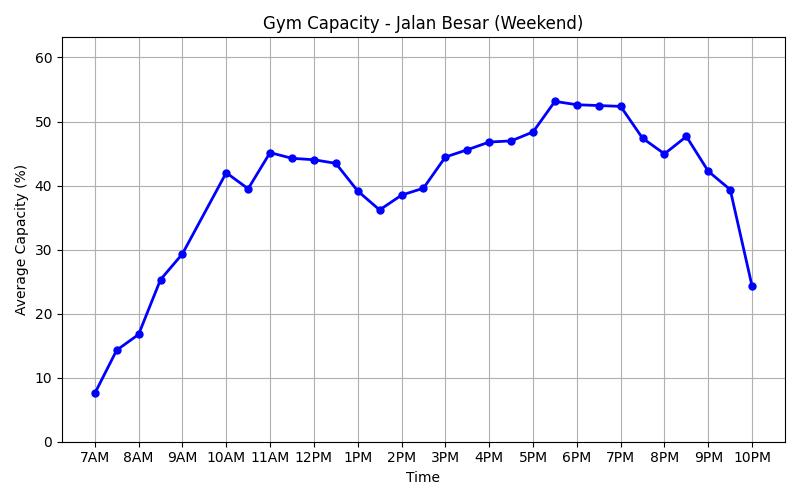 Gym Capacity - Jalan Besar (Weekend)
Average Capacity (%)
60
50
40
30
20
10
0
7AM 8AM 9AM 10AM 11AM 12PM 1PM 2PM 3PM 4PM 5PM 6PM 7PM 8PM 9PM 10PM
Time